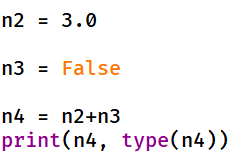 n2 = 3.0
n3 = False
n4 = n2+n3
print(n4, type(n4))